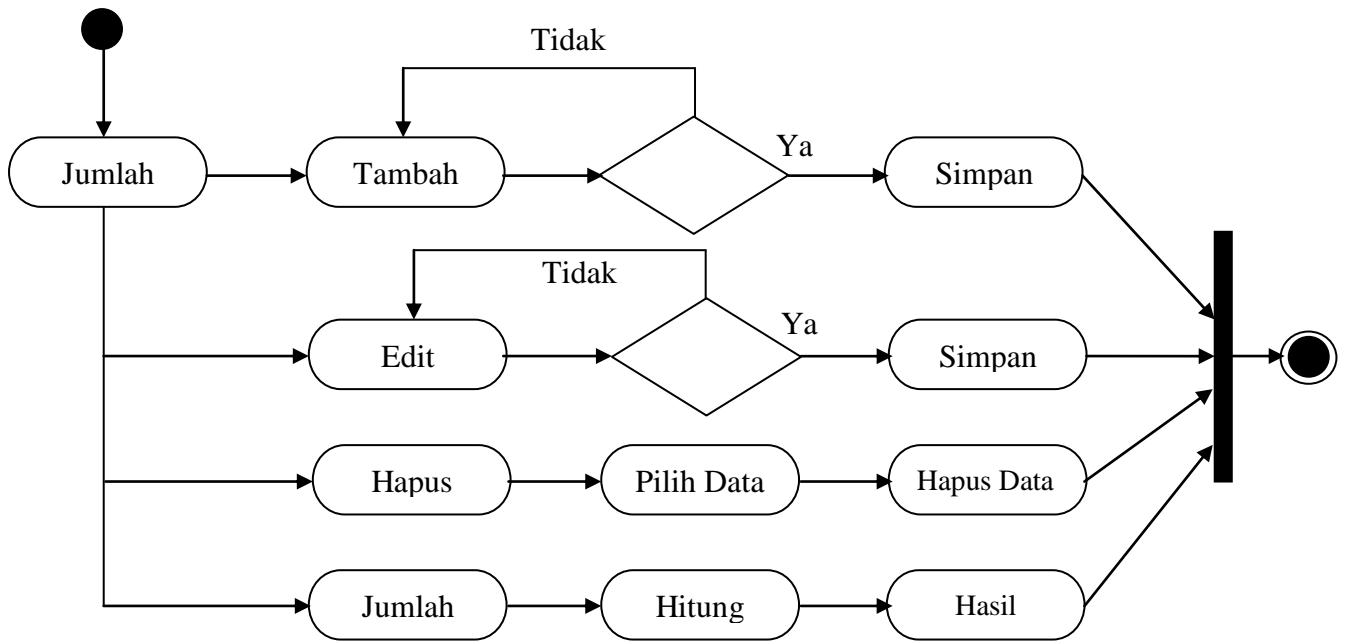 Tidak
Jumlah
Tambah
Ya
Simpan
Tidak
Edit
Ya
Simpan
Hapus
Pilih Data
Hapus Data
Jumlah
Hitung
Hasil